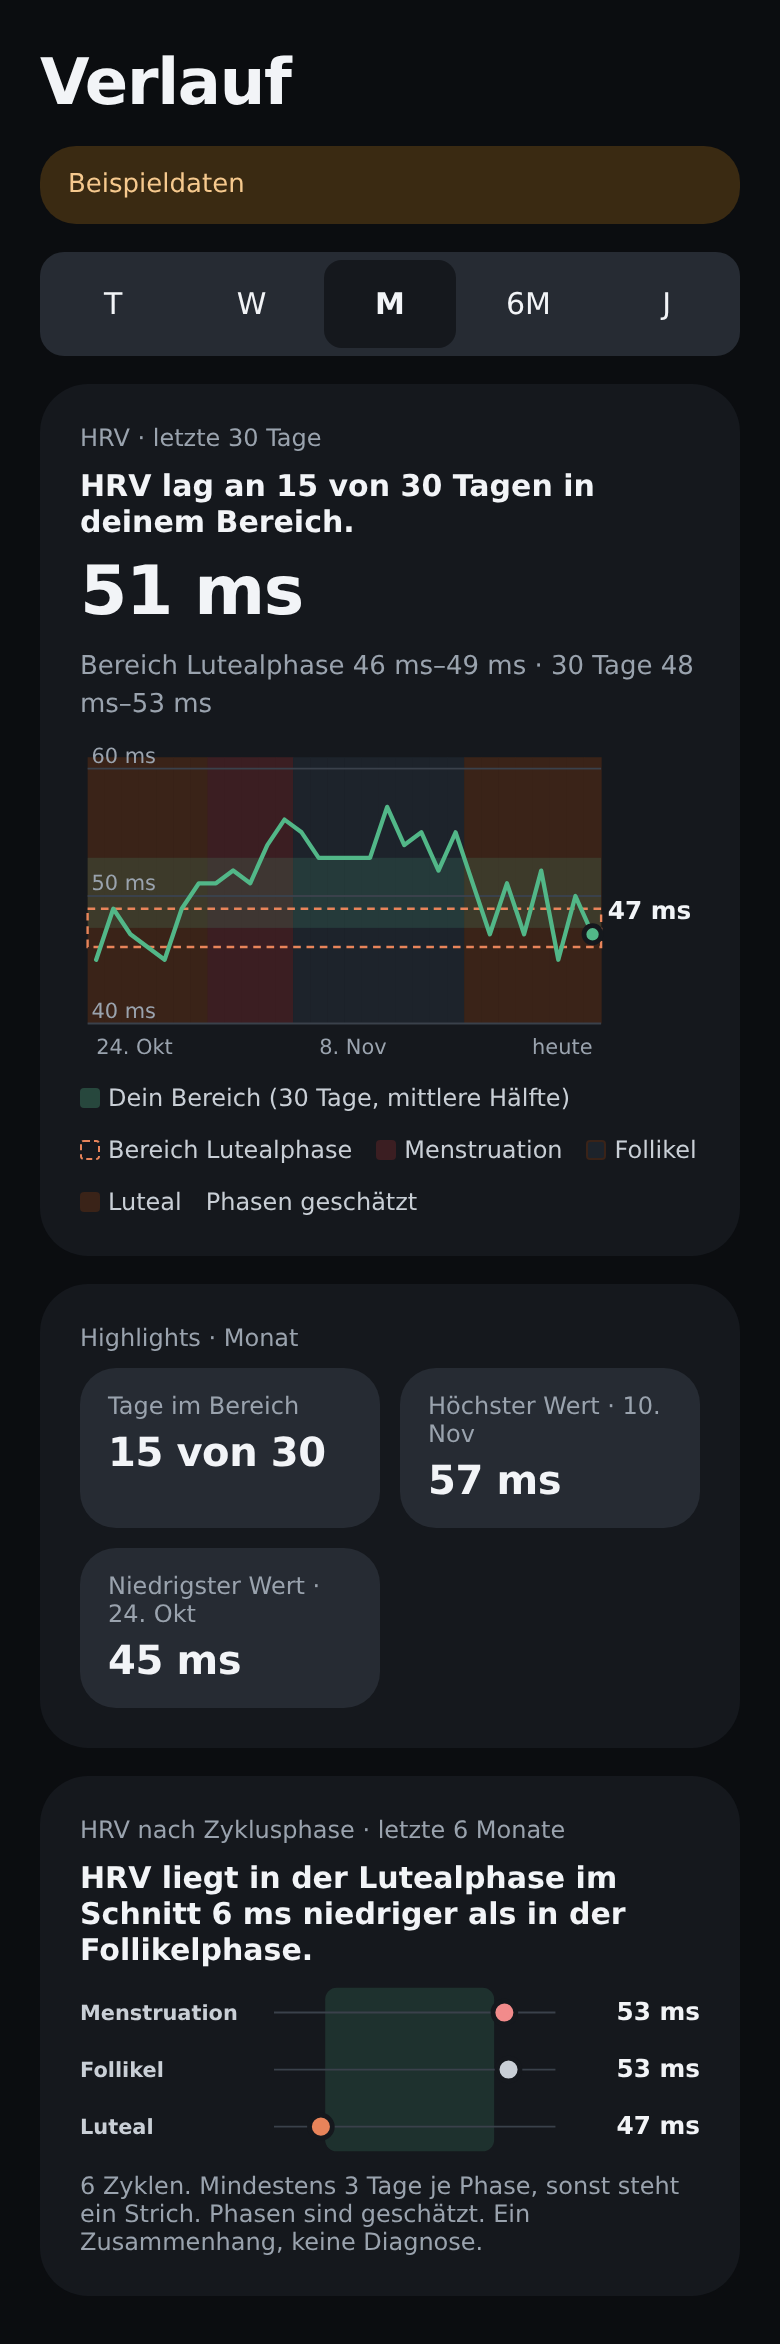 Verlauf
Beispieldaten
T W M 6M J
HRV · letzte 30 Tage
HRV lag an 15 von 30 Tagen in
deinem Bereich.
51 ms
Bereich Lutealphase 46 ms–49 ms · 30 Tage 48
ms–53 ms
60 ms
50 ms
47 ms
40 ms
24. Okt 8. Nov heute
Dein Bereich (30 Tage, mittlere Hälfte)
Bereich Lutealphase Menstruation Follikel
Luteal Phasen geschätzt
Highlights · Monat
Tage im Bereich
15 von 30
Höchster Wert · 10.
Nov
57 ms
Niedrigster Wert ·
24. Okt
45 ms
HRV nach Zyklusphase · letzte 6 Monate
HRV liegt in der Lutealphase im
Schnitt 6 ms niedriger als in der
Follikelphase.
Menstruation 53 ms
Follikel 53 ms
Luteal 47 ms
6 Zyklen. Mindestens 3 Tage je Phase, sonst steht
ein Strich. Phasen sind geschätzt. Ein
Zusammenhang, keine Diagnose.